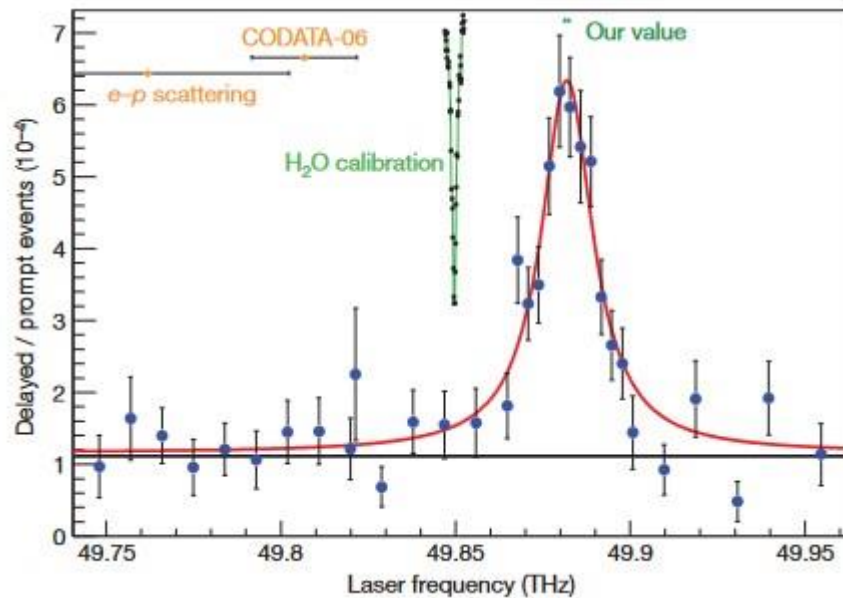 7
6
5
4
3
2
1
0
Delayed / prompt events (10⁻⁴)
CODATA-06
e–p scattering
H₂O calibration
Our value
49.75
49.8
49.85
49.9
49.95
Laser frequency (THz)